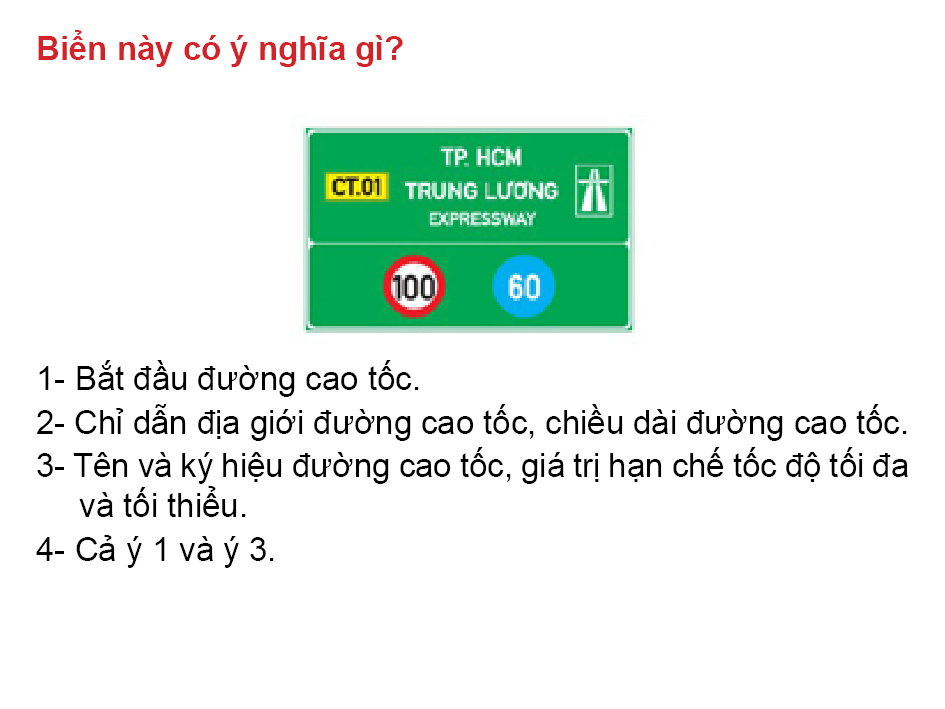 Biển này có ý nghĩa gì?
TP. HCM
CT.01
TRUNG LƯƠNG
EXPRESSWAY
100
60
1- Bắt đầu đường cao tốc.
2- Chỉ dẫn địa giới đường cao tốc, chiều dài đường cao tốc.
3- Tên và ký hiệu đường cao tốc, giá trị hạn chế tốc độ tối đa
và tối thiểu.
4- Cả ý 1 và ý 3.